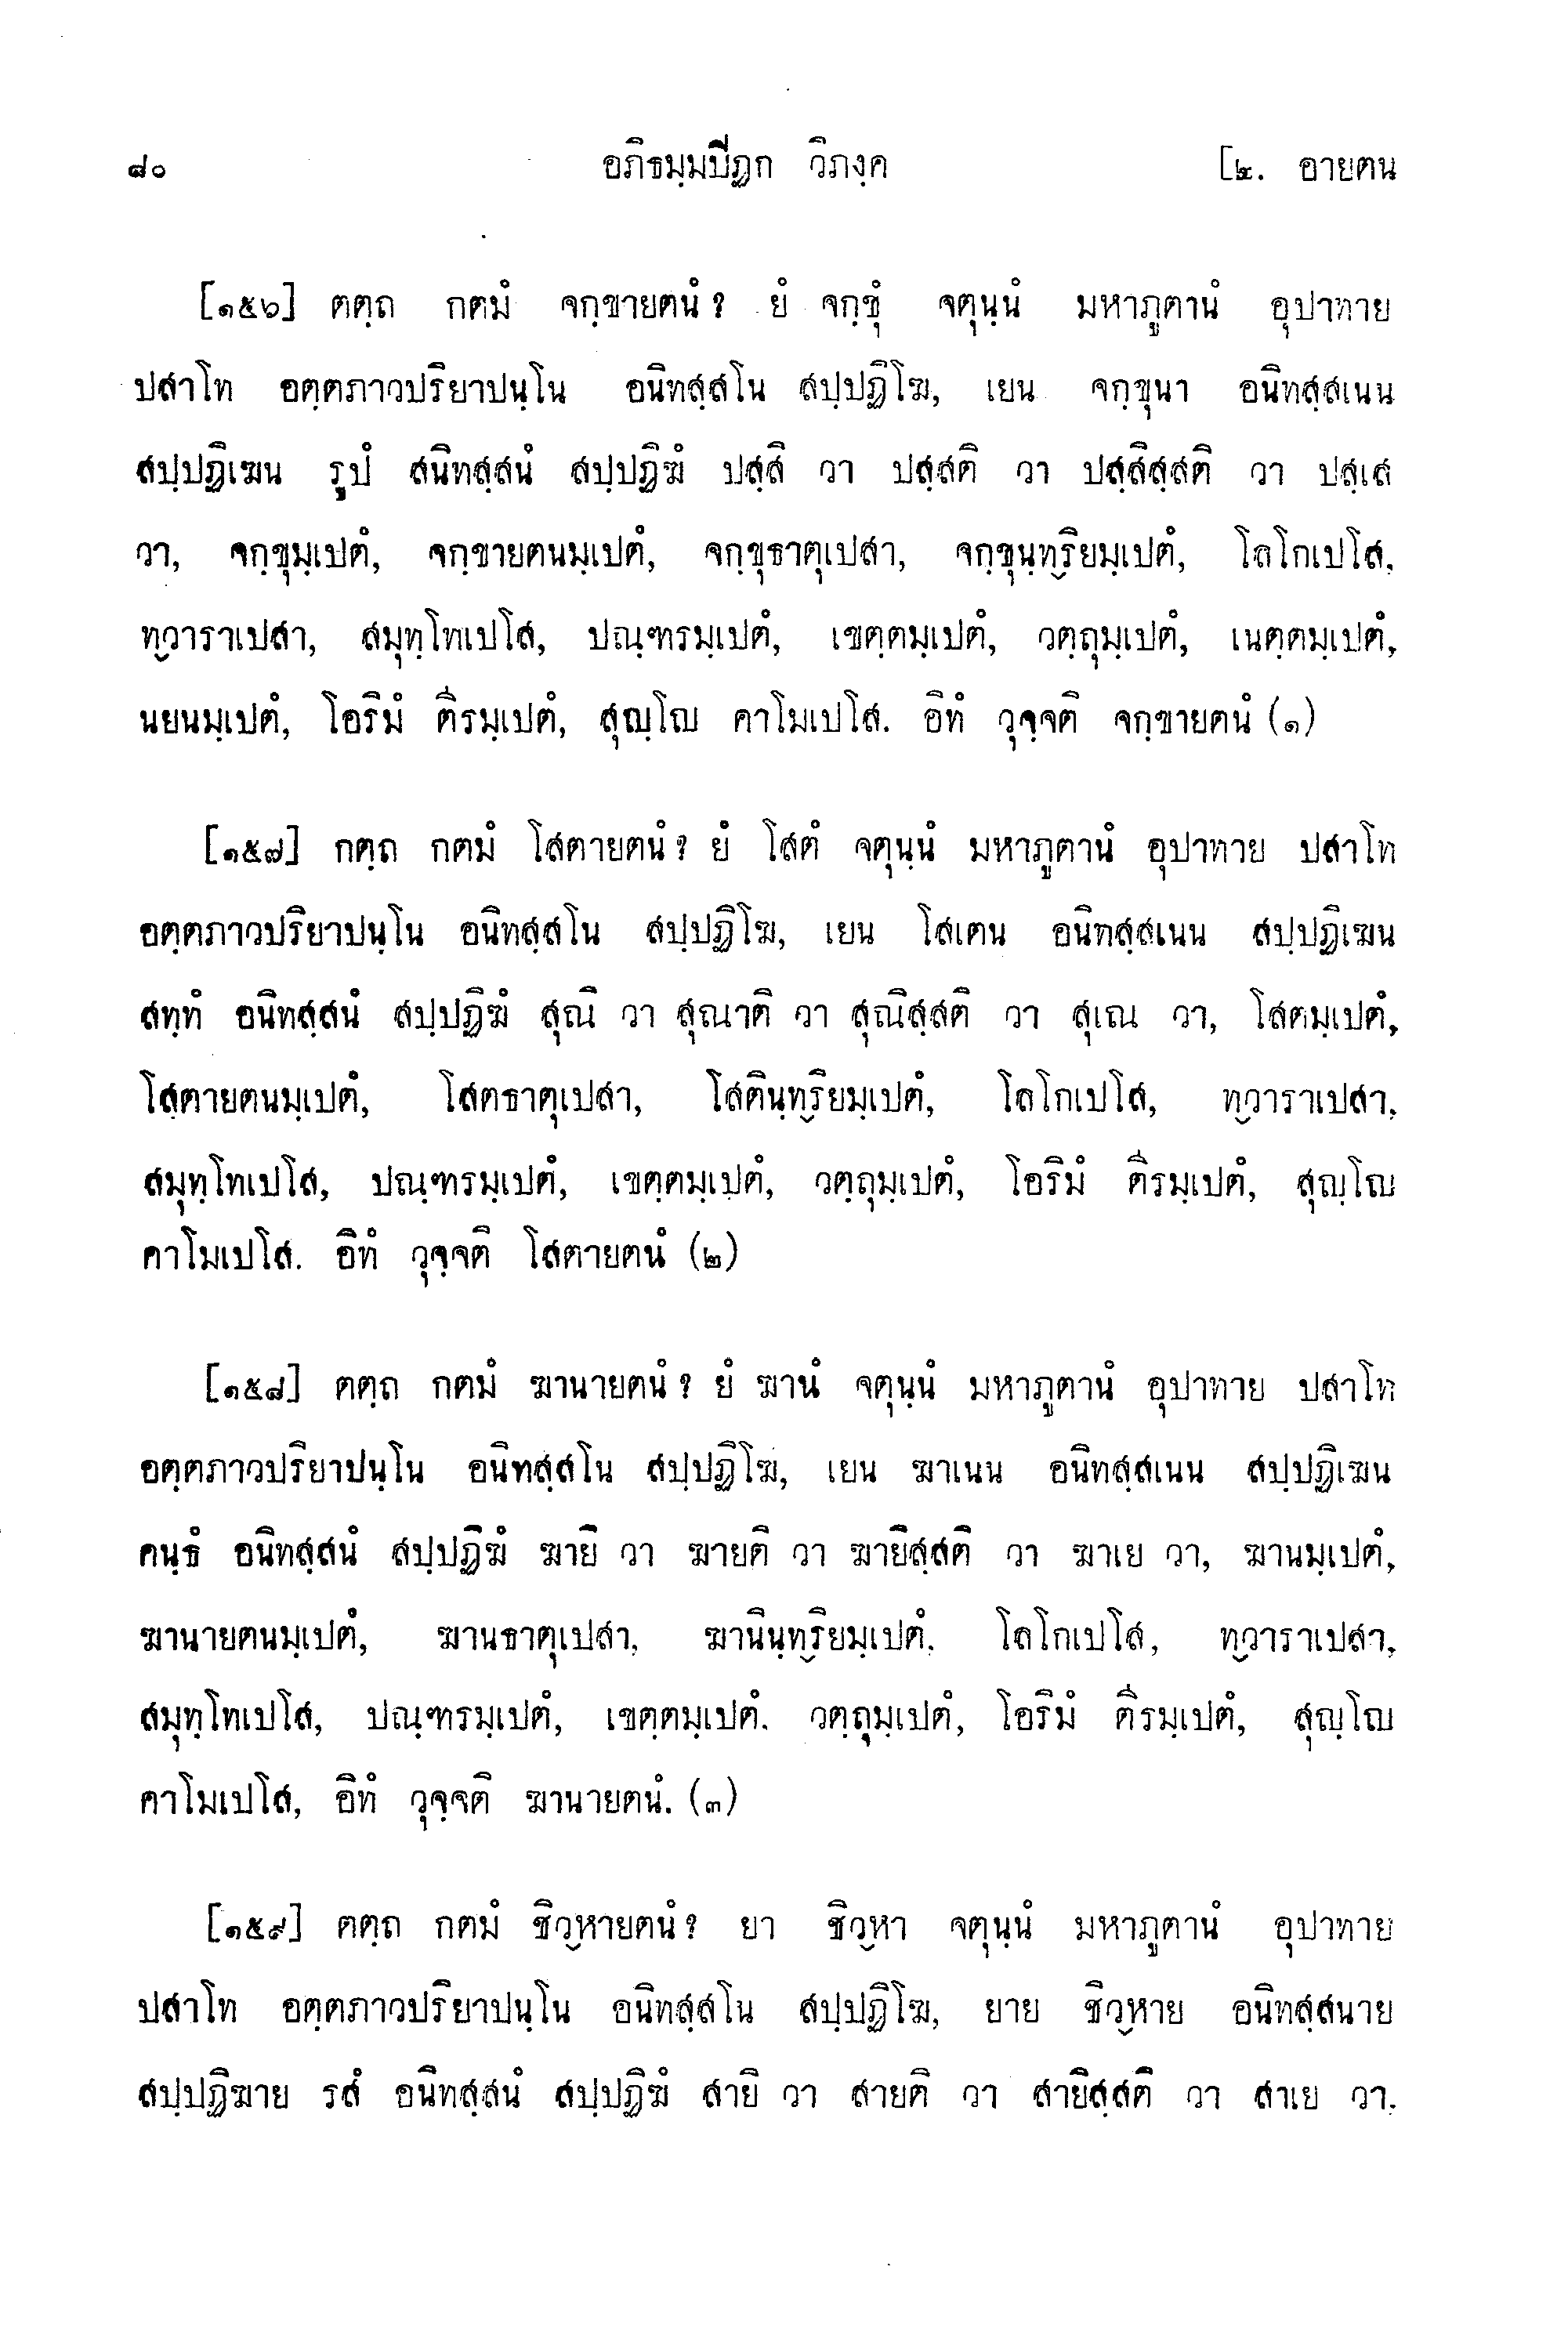 ๘๐ อภิธมฺมปีฏก วิภงฺค [๒. อายตน
[๑๕๖] ตตฺถ กตมํ จกฺขายตนํ? ยํ จกฺขุํ จตุนฺนํ มหาภูตานํ อุปาทาย
ปสาโท อตฺตภาวปริยาปนฺโน อนิทสฺสโน สปฺปฏิโฆ, เยน จกฺขุนา อนิทสฺสเนน
สปฺปฏิเฆน รูปํ สนิทสฺสนํ สปฺปฏิฆํ ปสฺสิ วา ปสฺสติ วา ปสฺสิสฺสติ วา ปสฺเส
วา, จกฺขุมฺเปตํ, จกฺขายตนมฺเปตํ, จกฺขุธาตุเปสา, จกฺขุนฺทฺริยมฺเปตํ, โลโกเปโส,
ทฺวาราเปสา, สมุทฺโทเปโส, ปณฺฑรมฺเปตํ, เขตฺตมฺเปตํ, วตฺถุมฺเปตํ, เนตฺตมฺเปตํ,
นยนมฺเปตํ, โอริมํ ตีรมฺเปตํ, สุญฺโญ คาโมเปโส. อิทํ วุจฺจติ จกฺขายตนํ (๑)
[๑๕๗] กตฺถ กตมํ โสตายตนํ? ยํ โสตํ จตุนฺนํ มหาภูตานํ อุปาทาย ปสาโท
อตฺตภาวปริยาปนฺโน อนิทสฺสโน สปฺปฏิโฆ, เยน โสเตน อนิทสฺสเนน สปฺปฏิเฆน
สทฺทํ อนิทสฺสนํ สปฺปฏิฆํ สุณิ วา สุณาติ วา สุณิสฺสติ วา สุเณ วา, โสตมฺเปตํ,
โสฺตายตนมฺเปตํ, โสตธาตุเปสา, โสตินฺทฺริยมฺเปตํ, โลโกเปโส, ทฺวาราเปสา,
สมุทฺโทเปโส, ปณฺฑรมฺเปตํ, เขตฺตมฺเปตํ, วตฺถุมฺเปตํ, โอริมํ ตีรมฺเปตํ, สุญฺโญ
คาโมเปโส. อิทํ วุจฺจติ โสตายตนํ (๒)
[๑๕๘] ตตฺถ กตมํ ฆานายตนํ? ยํ ฆานํ จตุนฺนํ มหาภูตานํ อุปาทาย ปสาโท
อตฺตภาวปริยาปนฺโน อนิทสฺสโน สปฺปฏิโฆ, เยน ฆาเนน อนิทสฺสเนน สปฺปฏิเฆน
คนฺธํ อนิทสฺสนํ สปฺปฏิฆํ ฆายิ วา ฆายติ วา ฆายิสฺสติ วา ฆาเย วา, ฆานมฺเปตํ,
ฆานายตนมฺเปตํ, ฆานธาตุเปสา, ฆานินฺทฺริยมฺเปตํ. โลโกเปโส, ทฺวาราเปสา,
สมุทฺโทเปโส, ปณฺฑรมฺเปตํ, เขตฺตมฺเปตํ. วตฺถุมฺเปตํ, โอริมํ ตีรมฺเปตํ, สุญฺโญ
คาโมเปโส, อิทํ วุจฺจติ ฆานายตนํ. (๓)
[๑๕๙] ตตฺถ กตมํ ชิวฺหายตนํ? ยา ชิวฺหา จตุนฺนํ มหาภูตานํ อุปาทาย
ปสาโท อตฺตภาวปริยาปนฺโน อนิทสฺสโน สปฺปฏิโฆ, ยาย ชิวฺหาย อนิทสฺสนาย
สปฺปฏิฆาย รสํ อนิทสฺสนํ สปฺปฏิฆํ สายิ วา สายติ วา สายิสฺสติ วา สาเย วา.